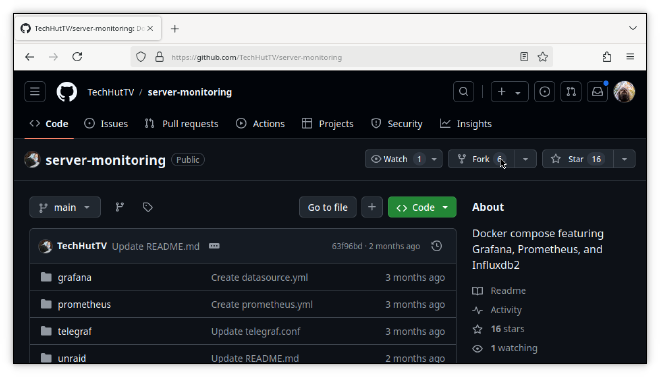 TechHutTV/server-monitoring: Do
https://github.com/TechHutTV/server-monitoring
TechHutTV / server-monitoring
Code Issues Pull requests Actions Projects Security Insights
server-monitoring Public
Watch 1 Fork 6 Star 16
main Go to file + Code
About
Docker compose featuring
Grafana, Prometheus, and
Influxdb2
Readme
Activity
16 stars
1 watching
TechHutTV Update README.md 63f96bd · 2 months ago
grafana Create datasource.yml 3 months ago
prometheus Create prometheus.yml 3 months ago
telegraf Update telegraf.conf 3 months ago
unraid Update README.md 2 months ago